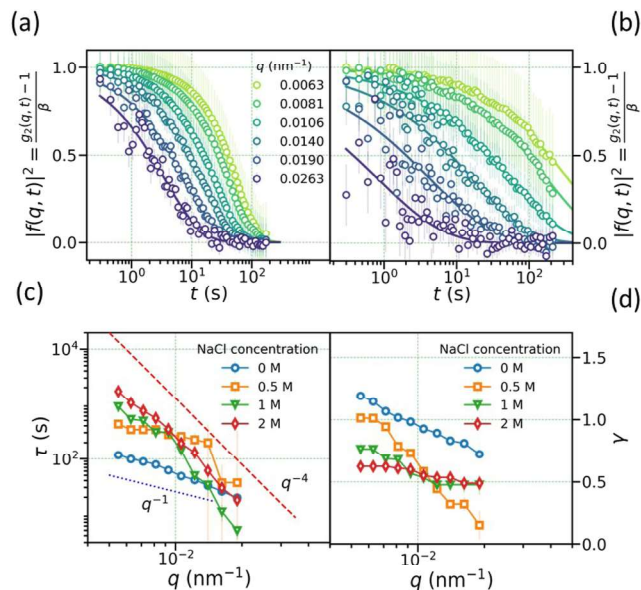 (a)
(b)
|f(q, t)|² = g₂(q, t) − 1 / β
1.0
0.5
0.0
q (nm⁻¹)
0.0063
0.0081
0.0106
0.0140
0.0190
0.0263
10⁰ 10¹ 10²
t (s)
10⁰ 10¹ 10²
t (s)
1.0
0.5
0.0
|f(q, t)|² = g₂(q, t) − 1 / β
(c)
(d)
τ (s)
10⁴
10²
NaCl concentration
0 M
0.5 M
1 M
2 M
q⁻¹
q⁻⁴
10⁻²
q (nm⁻¹)
NaCl concentration
0 M
0.5 M
1 M
2 M
10⁻²
q (nm⁻¹)
1.5
1.0
0.5
0.0
γ